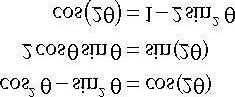 cos² θ − sin² θ = cos(2θ)
2 cos θ sin θ = sin(2θ)
cos(2θ) = 1 − 2 sin² θ